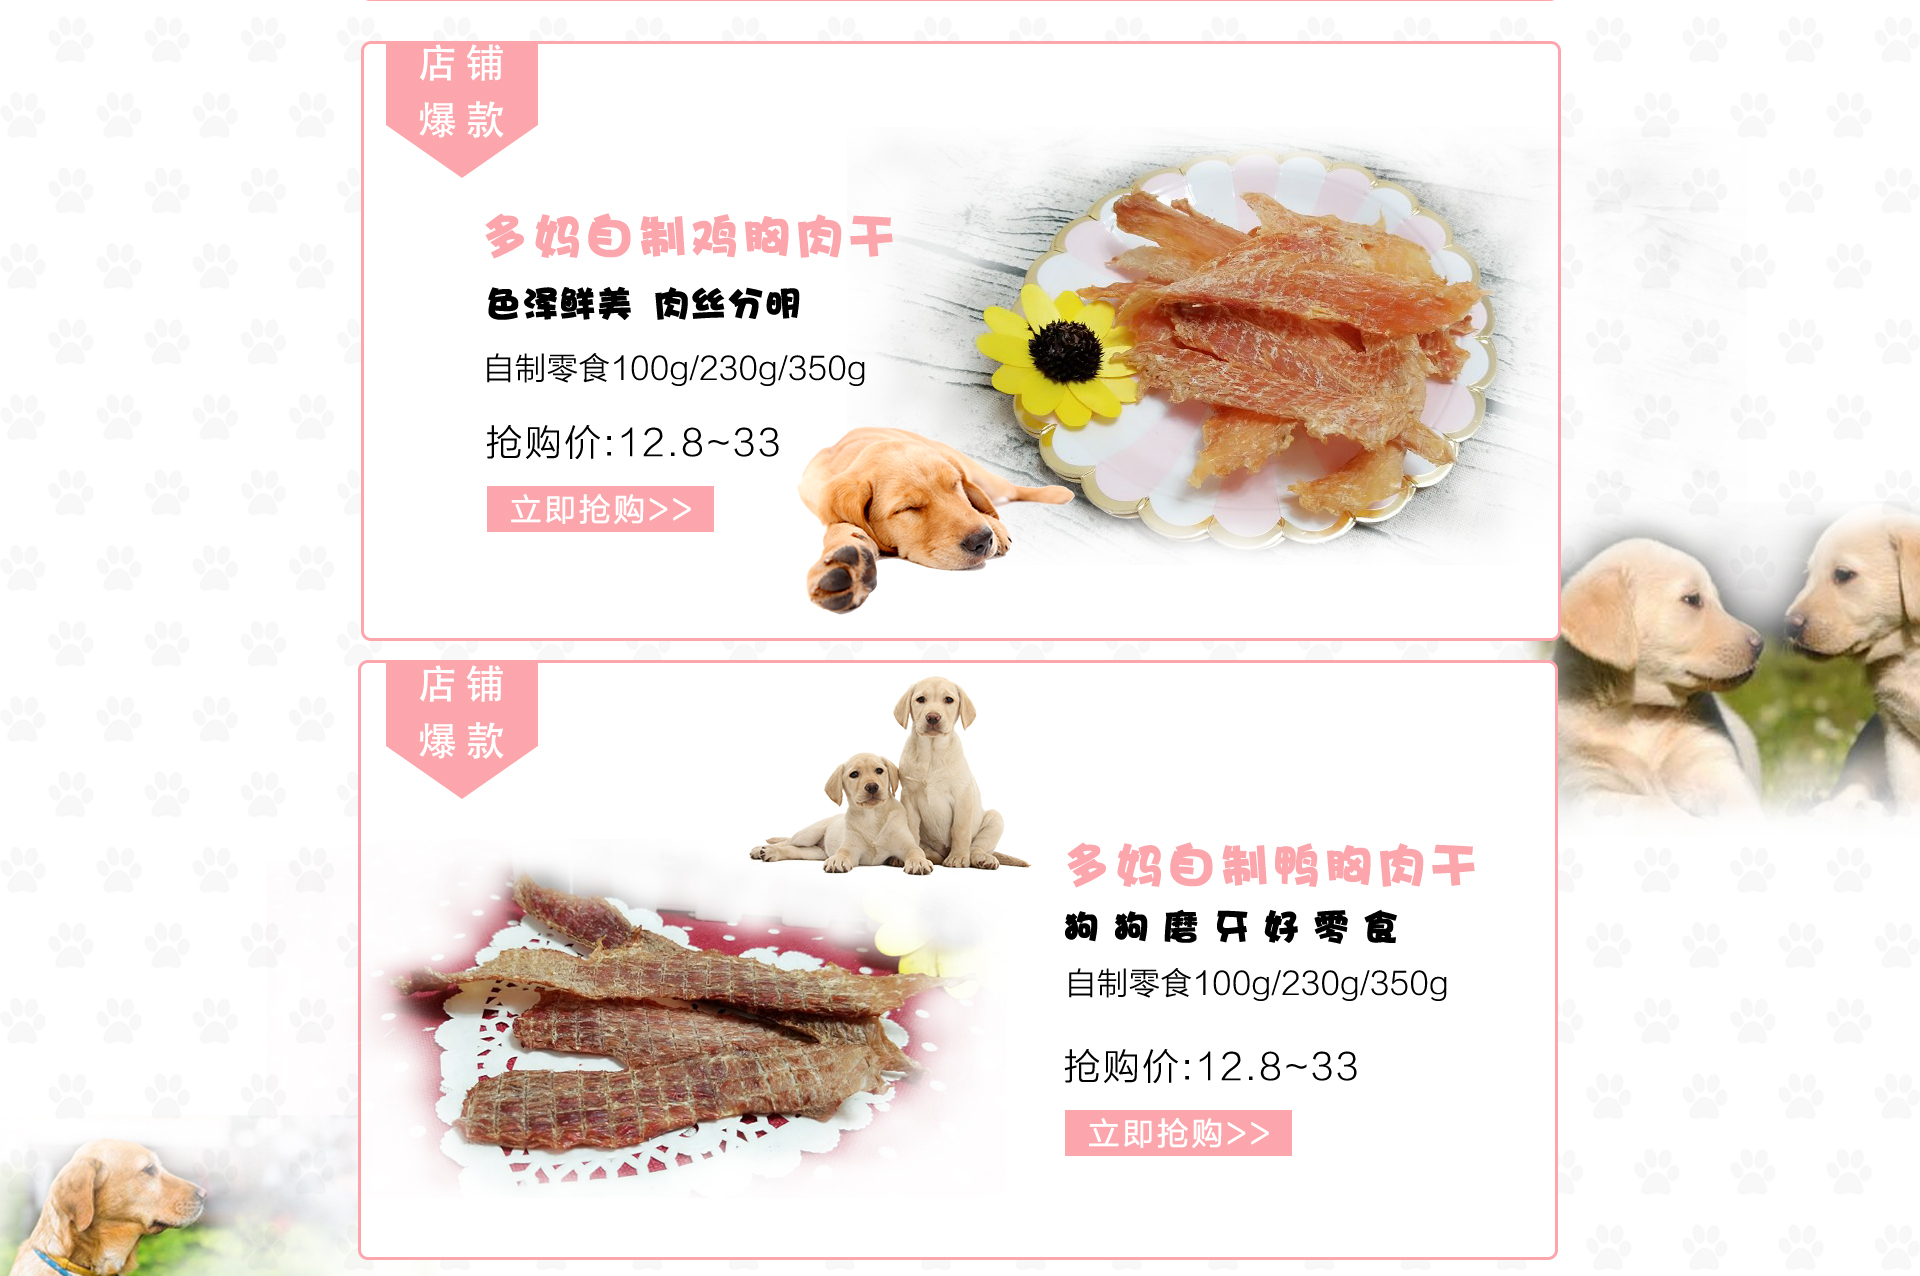 店铺
爆款
多妈自制鸡胸肉干
色泽鲜美 肉丝分明
自制零食100g/230g/350g
抢购价:12.8~33
立即抢购>>
店铺
爆款
多妈自制鸭胸肉干
狗狗磨牙好零食
自制零食100g/230g/350g
抢购价:12.8~33
立即抢购>>